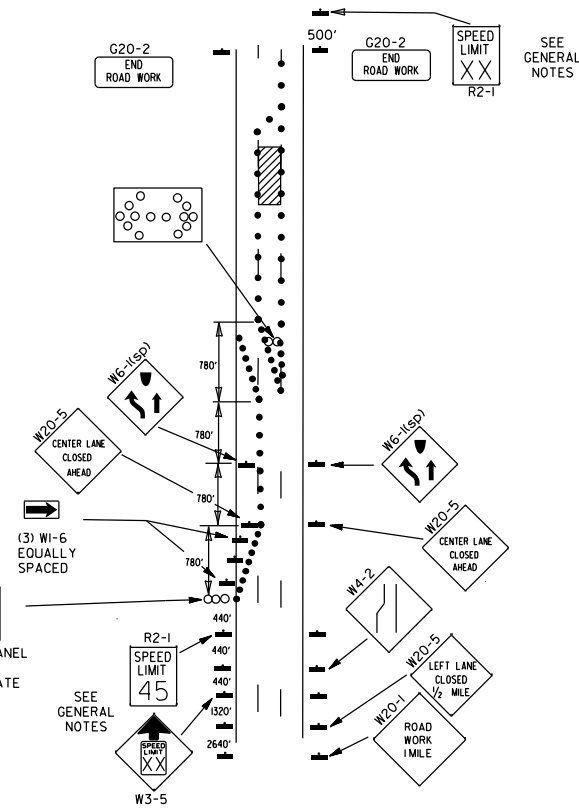 500'
G20-2
END
ROAD WORK
G20-2
END
ROAD WORK
SPEED
LIMIT
XX
R2-1
SEE
GENERAL
NOTES
780'
W6-1(SP)
780'
W6-1(SP)
W20-5
CENTER LANE
CLOSED
AHEAD
780'
W20-5
CENTER LANE
CLOSED
AHEAD
(3) W1-6
EQUALLY
SPACED
780'
W4-2
440'
R2-1
SPEED
LIMIT
45
440'
440'
1320'
2640'
ANEL
ATE
SEE
GENERAL
NOTES
SPEED
LIMIT
XX
W3-5
W20-5
LEFT LANE
CLOSED
1/2 MILE
W20-1
ROAD
WORK
1 MILE